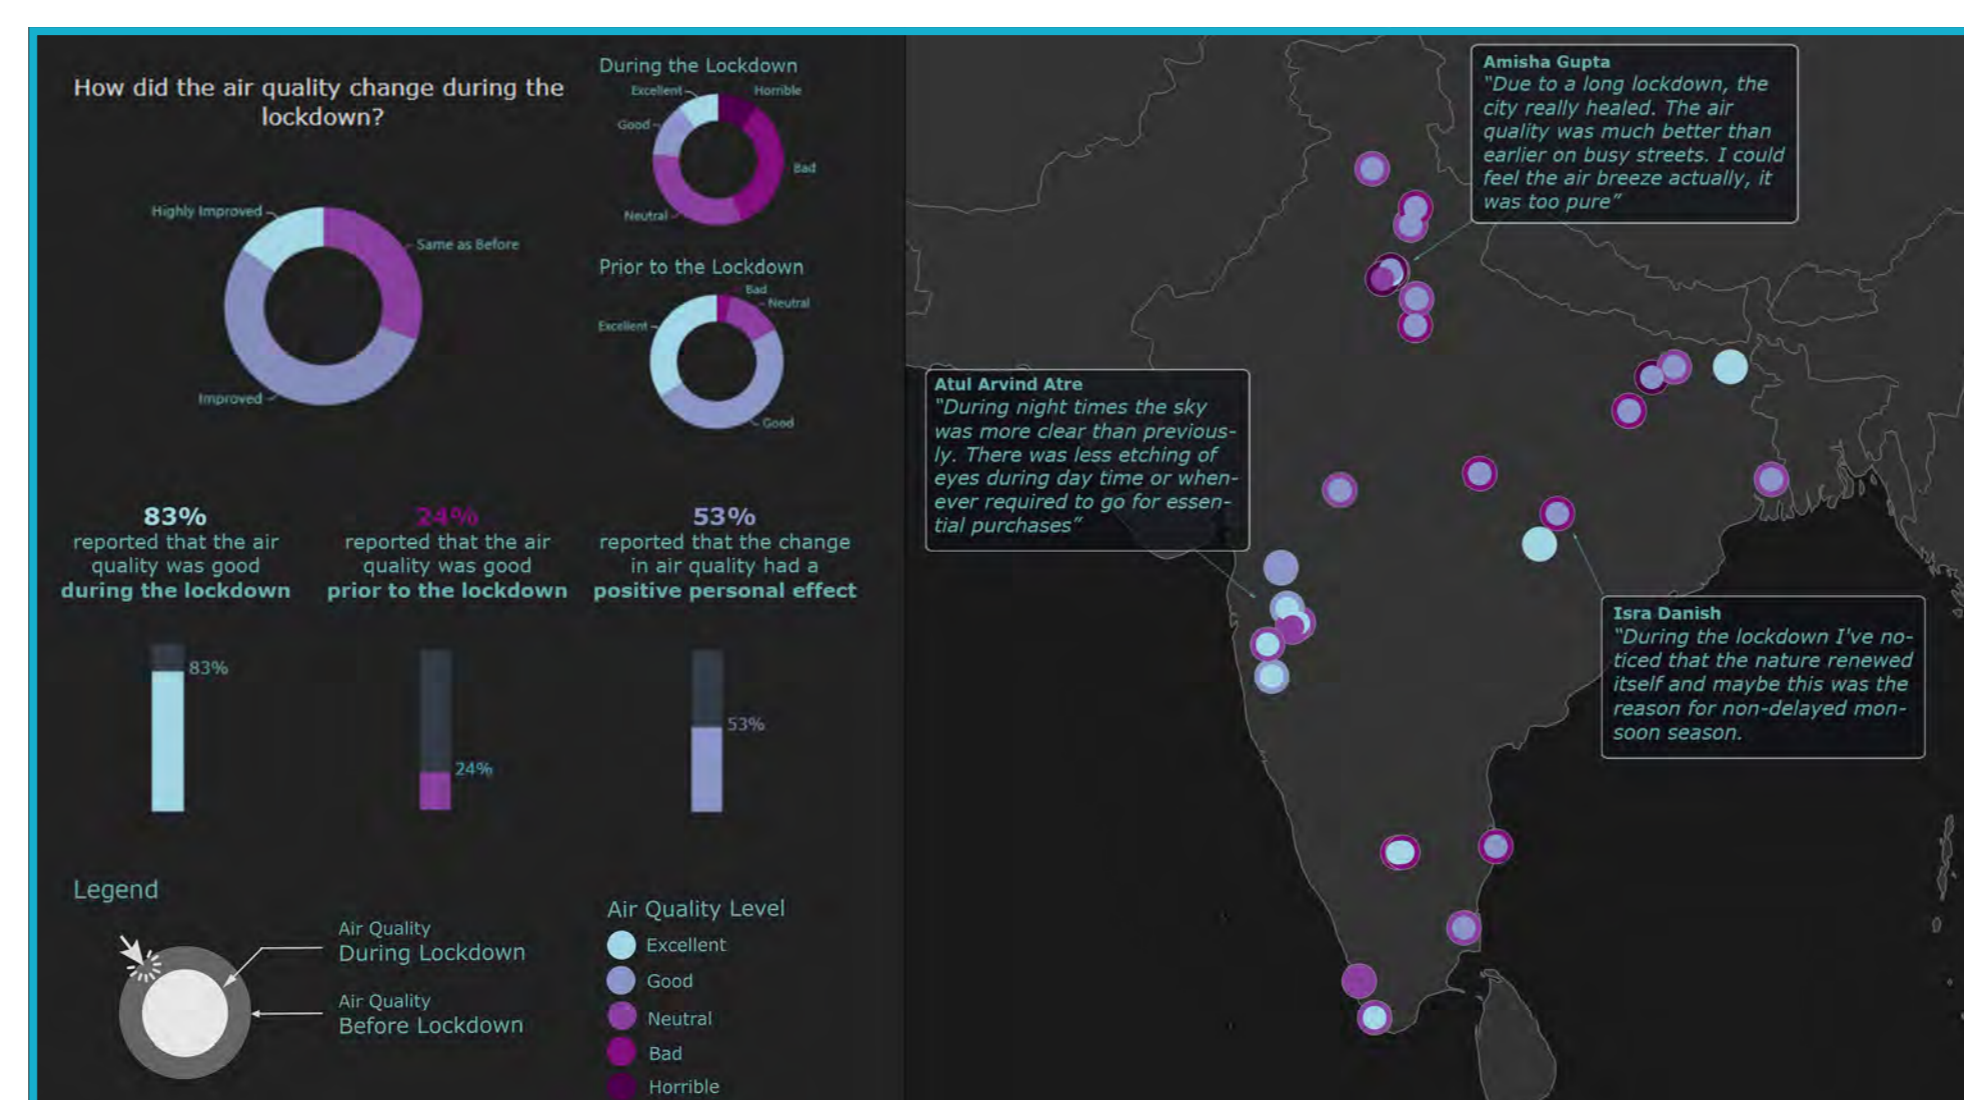 How did the air quality change during the
lockdown?
Highly Improved
Same as Before
Improved
During the Lockdown
Excellent
Horrible
Good
Bad
Neutral
Prior to the Lockdown
Bad
Neutral
Excellent
Good
83%
reported that the air
quality was good
during the lockdown
83%
24%
reported that the air
quality was good
prior to the lockdown
24%
53%
reported that the change
in air quality had a
positive personal effect
53%
Legend
Air Quality
During Lockdown
Air Quality
Before Lockdown
Air Quality Level
Excellent
Good
Neutral
Bad
Horrible
Amisha Gupta
"Due to a long lockdown, the
city really healed. The air
quality was much better than
earlier on busy streets. I could
feel the air breeze actually, it
was too pure"
Atul Arvind Atre
"During night times the sky
was more clear than previous-
ly. There was less etching of
eyes during day time or when-
ever required to go for essen-
tial purchases"
Isra Danish
"During the lockdown I've no-
ticed that the nature renewed
itself and maybe this was the
reason for non-delayed mon-
soon season.